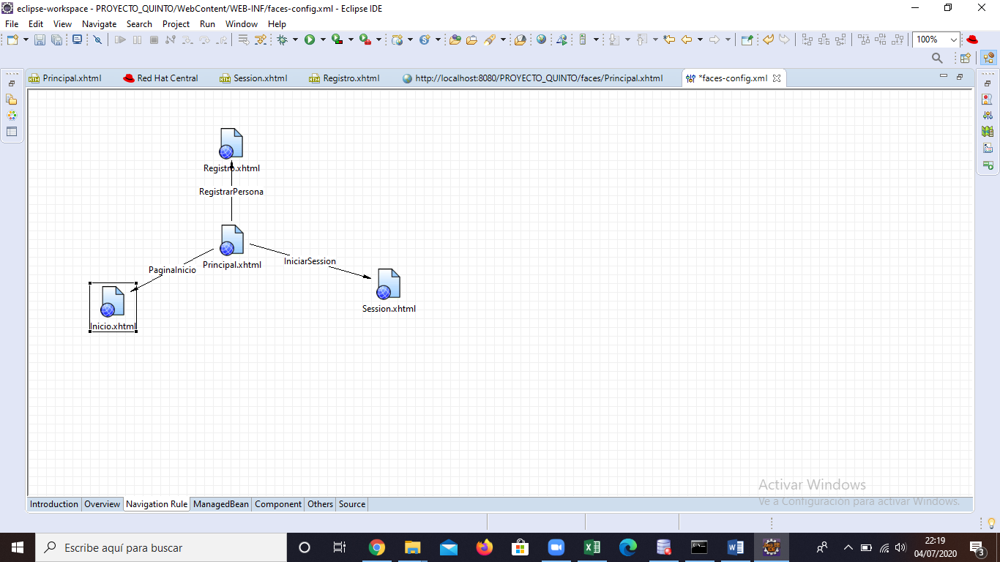 eclipse-workspace - PROYECTO_QUINTO/WebContent/WEB-INF/faces-config.xml - Eclipse IDE
File Edit View Navigate Search Project Run Window Help
100%
Principal.xhtml Red Hat Central Session.xhtml Registro.xhtml http://localhost:8080/PROYECTO_QUINTO/faces/Principal.xhtml *faces-config.xml
Registro.xhtml
RegistrarPersona
Principal.xhtml
IniciarSession
PaginaInicio
Session.xhtml
Inicio.xhtml
Activar Windows
Ve a Configuración para activar Windows.
Introduction Overview Navigation Rule ManagedBean Component Others Source
Escribe aquí para buscar
22:19
04/07/2020
3